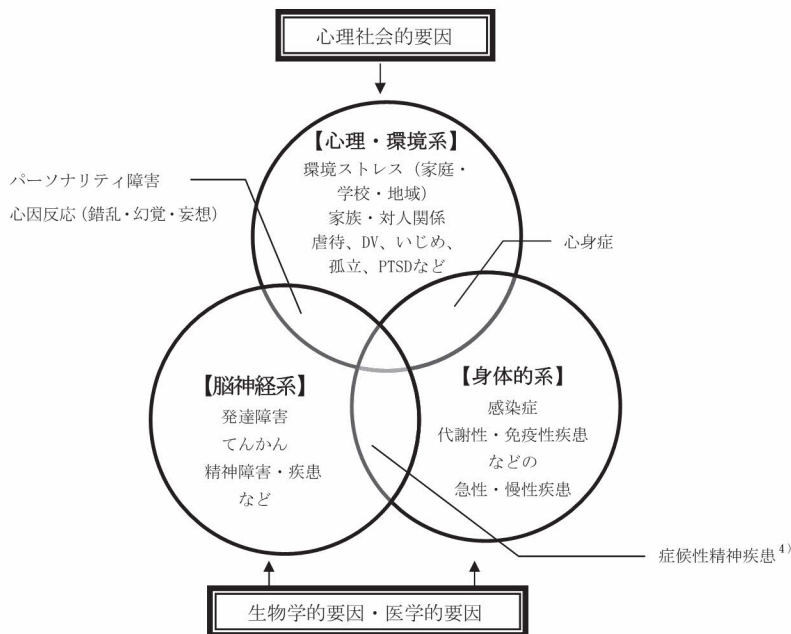 心理社会的要因
【心理・環境系】
環境ストレス（家庭・
学校・地域）
家族・対人関係
虐待、DV、いじめ、
孤立、PTSDなど
パーソナリティ障害
心因反応（錯乱・幻覚・妄想）
心身症
【脳神経系】
発達障害
てんかん
精神障害・疾患
など
【身体的系】
感染症
代謝性・免疫性疾患
などの
急性・慢性疾患
症候性精神疾患4)
生物学的要因・医学的要因